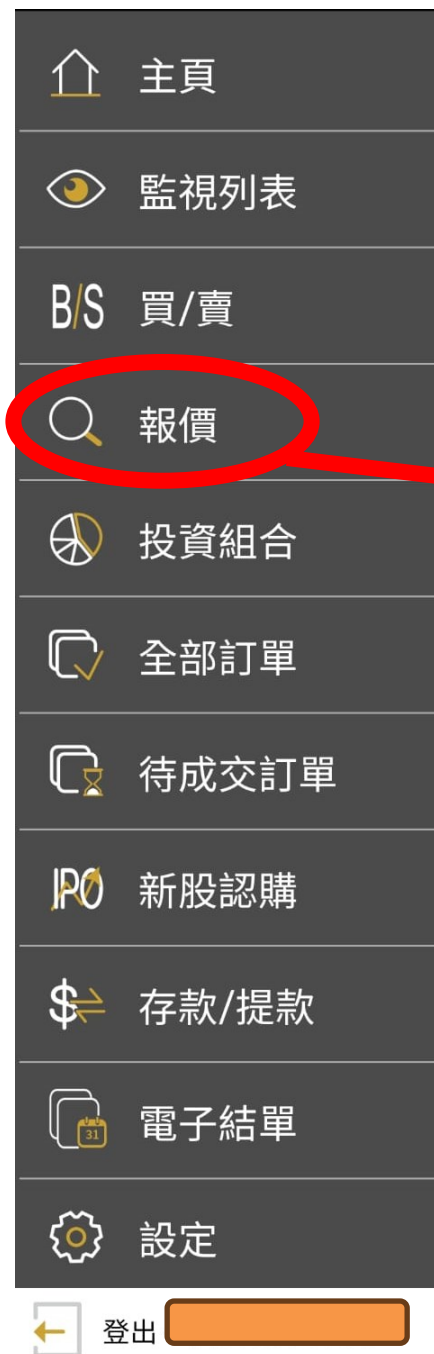 主頁
監視列表
B/S 買/賣
報價
投資組合
全部訂單
待成交訂單
IPO 新股認購
$ 存款/提款
31 電子結單
設定
登出